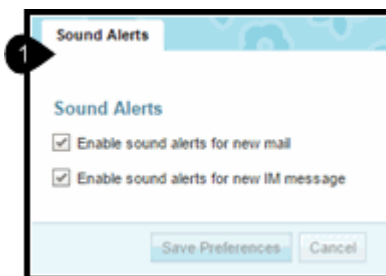 Sound Alerts
1
Sound Alerts
Enable sound alerts for new mail
Enable sound alerts for new IM message
Save Preferences Cancel